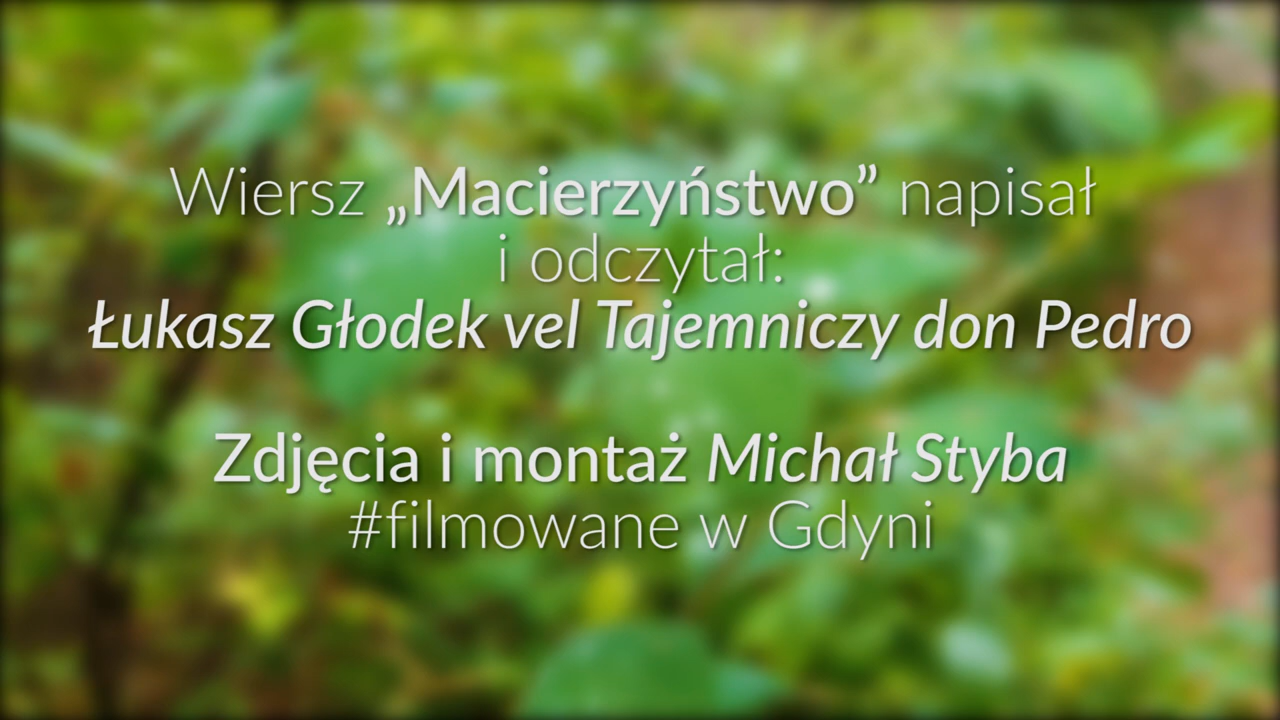 Wiersz „Macierzyństwo” napisał
i odczytał:
Łukasz Głodek vel Tajemniczy don Pedro
Zdjęcia i montaż Michał Styba
#filmowane w Gdyni